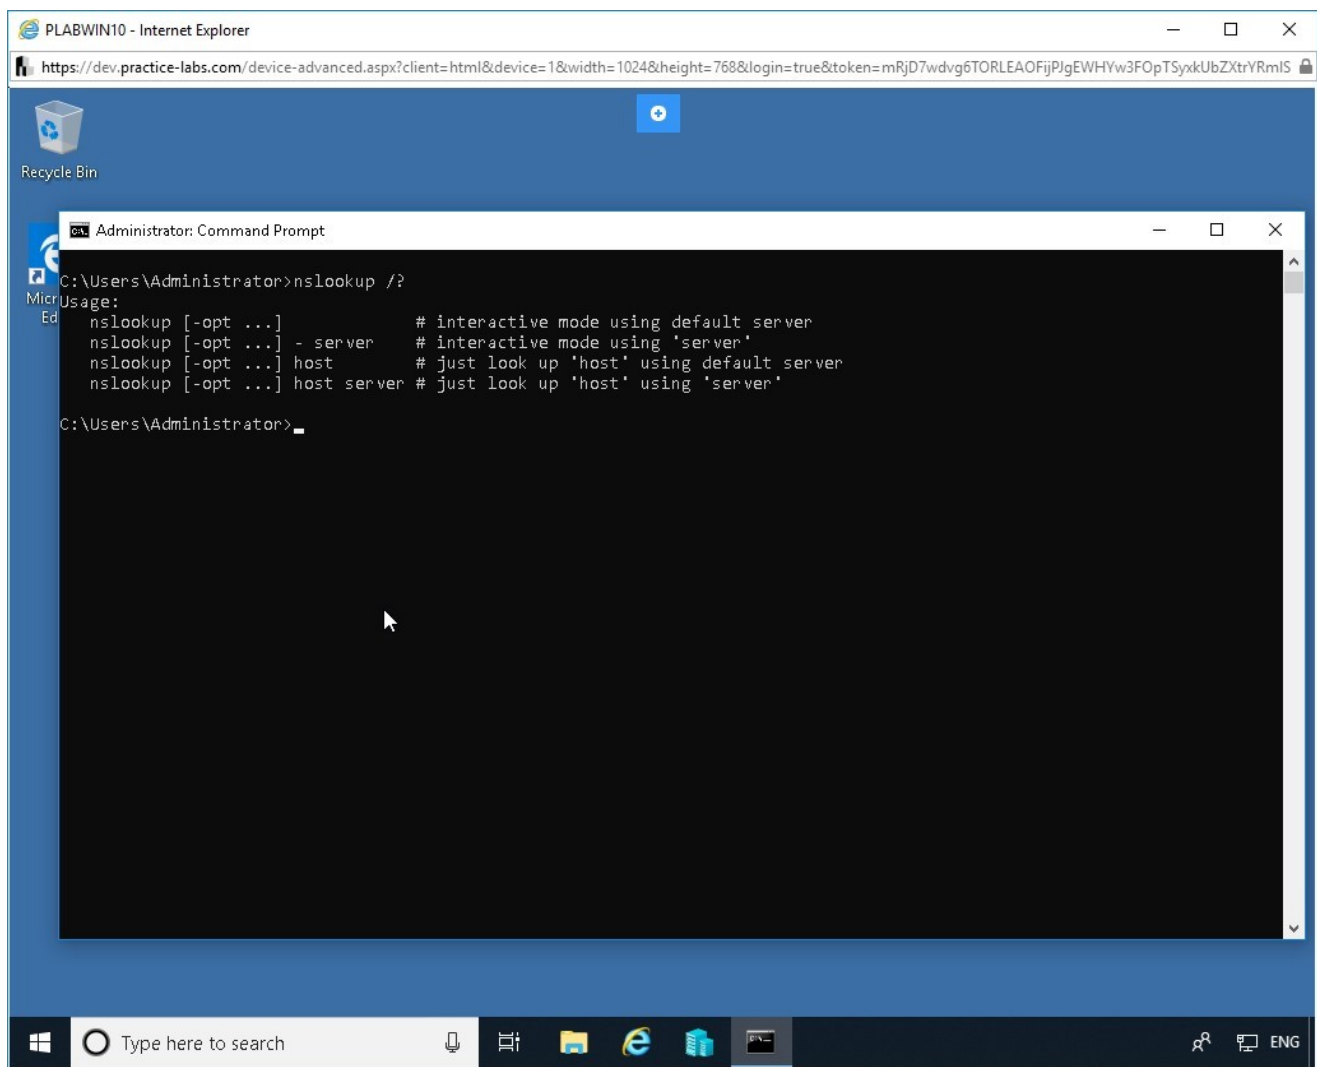 PLABWIN10 - Internet Explorer
https://dev.practice-labs.com/device-advanced.aspx?client=html&device=1&width=1024&height=768&login=true&token=mRjD7wdvg6TORLEAOFijPJgEWHYw3FOpTSyxkUbZXtrYRmIS
Recycle Bin
Administrator: Command Prompt
C:\Users\Administrator>nslookup /?
Usage:
   nslookup [-opt ...]             # interactive mode using default server
   nslookup [-opt ...] - server    # interactive mode using 'server'
   nslookup [-opt ...] host        # just look up 'host' using default server
   nslookup [-opt ...] host server # just look up 'host' using 'server'
C:\Users\Administrator>
Micr
Ed
Type here to search
ENG